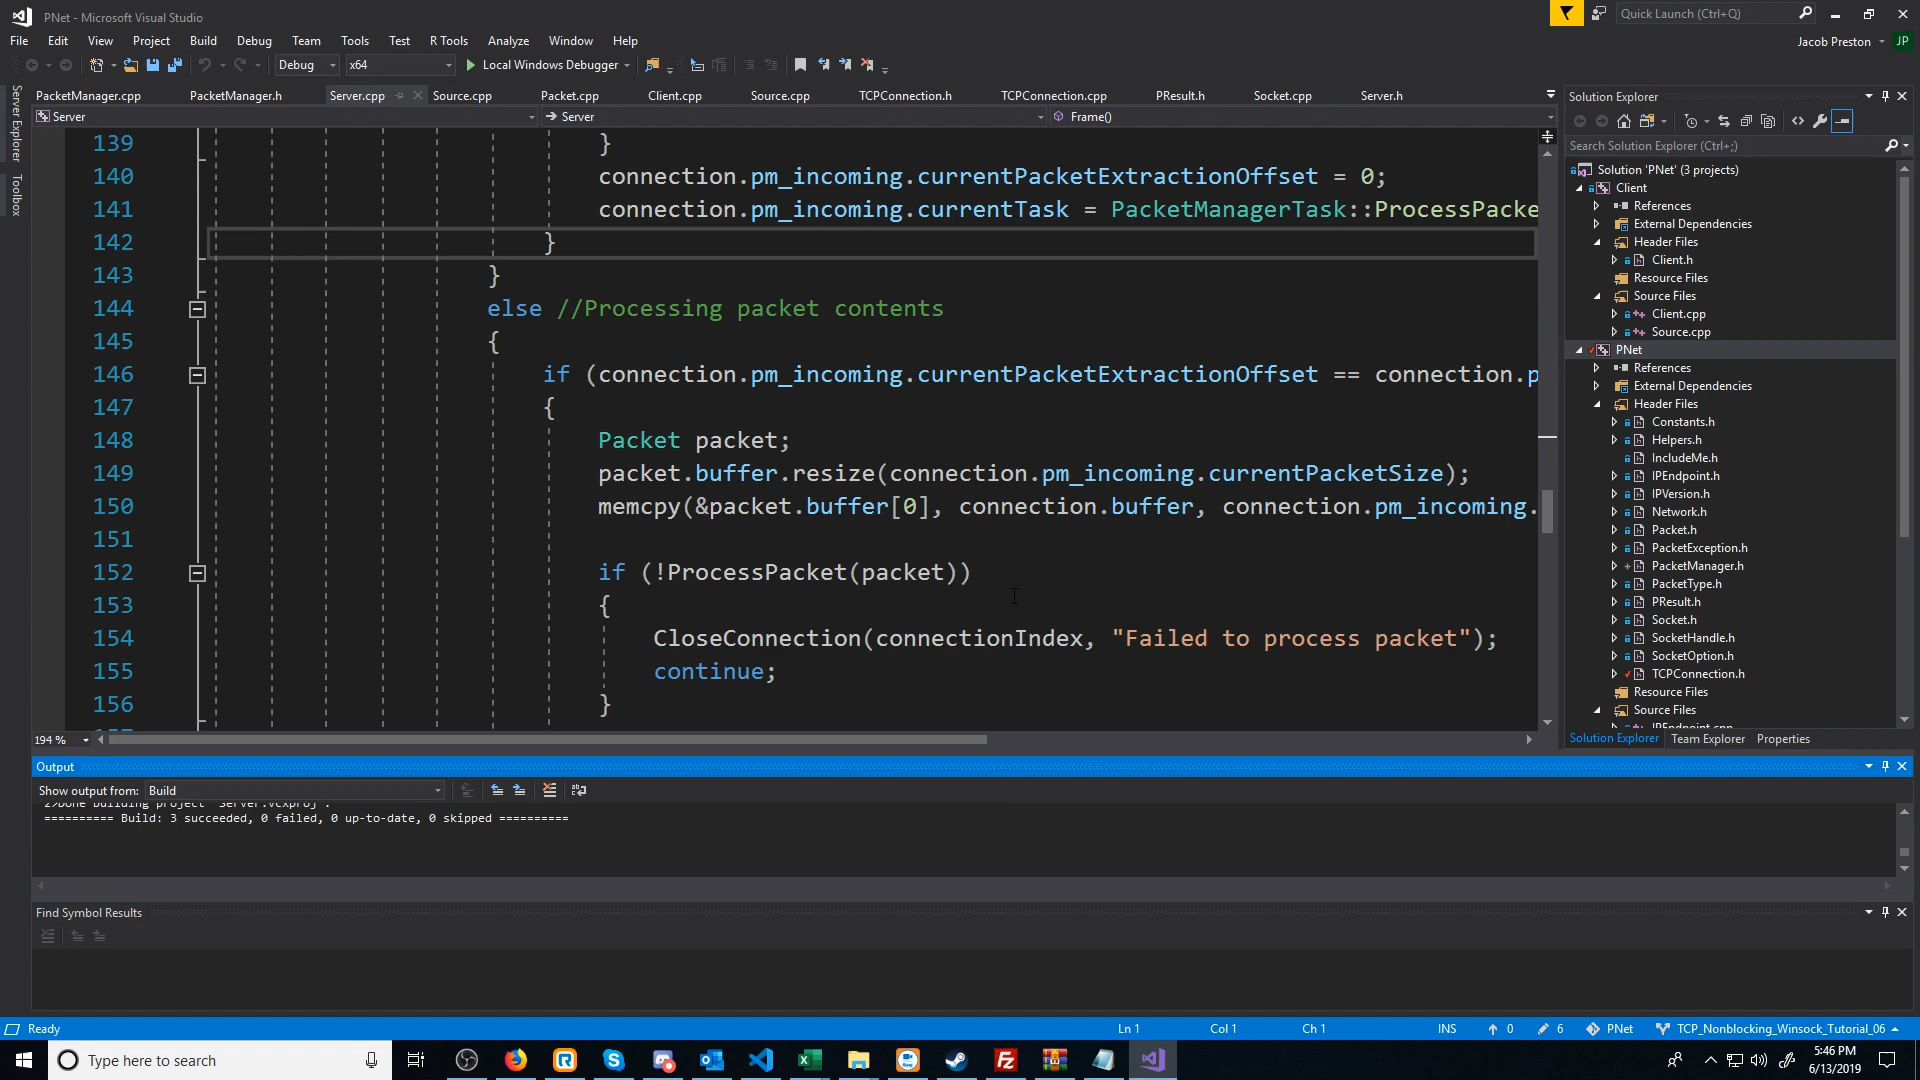 PNet - Microsoft Visual Studio
Quick Launch (Ctrl+Q)
File Edit View Project Build Debug Team Tools Test R Tools Analyze Window Help
Jacob Preston JP
Debug x64 Local Windows Debugger
Server Explorer
Toolbox
PacketManager.cpp PacketManager.h Server.cpp Source.cpp Packet.cpp Client.cpp Source.cpp TCPConnection.h TCPConnection.cpp PResult.h Socket.cpp Server.h
Server Server Frame()
139 }
140 connection.pm_incoming.currentPacketExtractionOffset = 0;
141 connection.pm_incoming.currentTask = PacketManagerTask::ProcessPacke
142 }
143 }
144 else //Processing packet contents
145 {
146 if (connection.pm_incoming.currentPacketExtractionOffset == connection.p
147 {
148 Packet packet;
149 packet.buffer.resize(connection.pm_incoming.currentPacketSize);
150 memcpy(&packet.buffer[0], connection.buffer, connection.pm_incoming.
151
152 if (!ProcessPacket(packet))
153 {
154 CloseConnection(connectionIndex, "Failed to process packet");
155 continue;
156 }
194 %
Solution Explorer
Search Solution Explorer (Ctrl+;)
Solution 'PNet' (3 projects)
Client
References
External Dependencies
Header Files
Client.h
Resource Files
Source Files
Client.cpp
Source.cpp
PNet
References
External Dependencies
Header Files
Constants.h
Helpers.h
IncludeMe.h
IPEndpoint.h
IPVersion.h
Network.h
Packet.h
PacketException.h
PacketManager.h
PacketType.h
PResult.h
Socket.h
SocketHandle.h
SocketOption.h
TCPConnection.h
Resource Files
Source Files
IPEndpoint.cpp
Solution Explorer Team Explorer Properties
Output
Show output from: Build
2>Done building project "Server.vcxproj".
========== Build: 3 succeeded, 0 failed, 0 up-to-date, 0 skipped ==========
Find Symbol Results
Ready Ln 1 Col 1 Ch 1 INS 0 6 PNet TCP_Nonblocking_Winsock_Tutorial_06
Type here to search
5:46 PM
6/13/2019